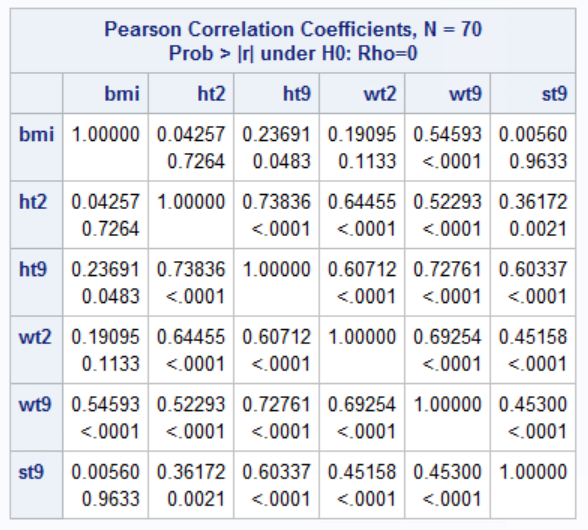 Pearson Correlation Coefficients, N = 70
Prob > |r| under H0: Rho=0
bmi ht2 ht9 wt2 wt9 st9
bmi 1.00000 0.04257 0.23691 0.19095 0.54593 0.00560
0.7264 0.0483 0.1133 <.0001 0.9633
ht2 0.04257 1.00000 0.73836 0.64455 0.52293 0.36172
0.7264 <.0001 <.0001 <.0001 0.0021
ht9 0.23691 0.73836 1.00000 0.60712 0.72761 0.60337
0.0483 <.0001 <.0001 <.0001 <.0001
wt2 0.19095 0.64455 0.60712 1.00000 0.69254 0.45158
0.1133 <.0001 <.0001 <.0001 <.0001
wt9 0.54593 0.52293 0.72761 0.69254 1.00000 0.45300
<.0001 <.0001 <.0001 <.0001 <.0001
st9 0.00560 0.36172 0.60337 0.45158 0.45300 1.00000
0.9633 0.0021 <.0001 <.0001 <.0001